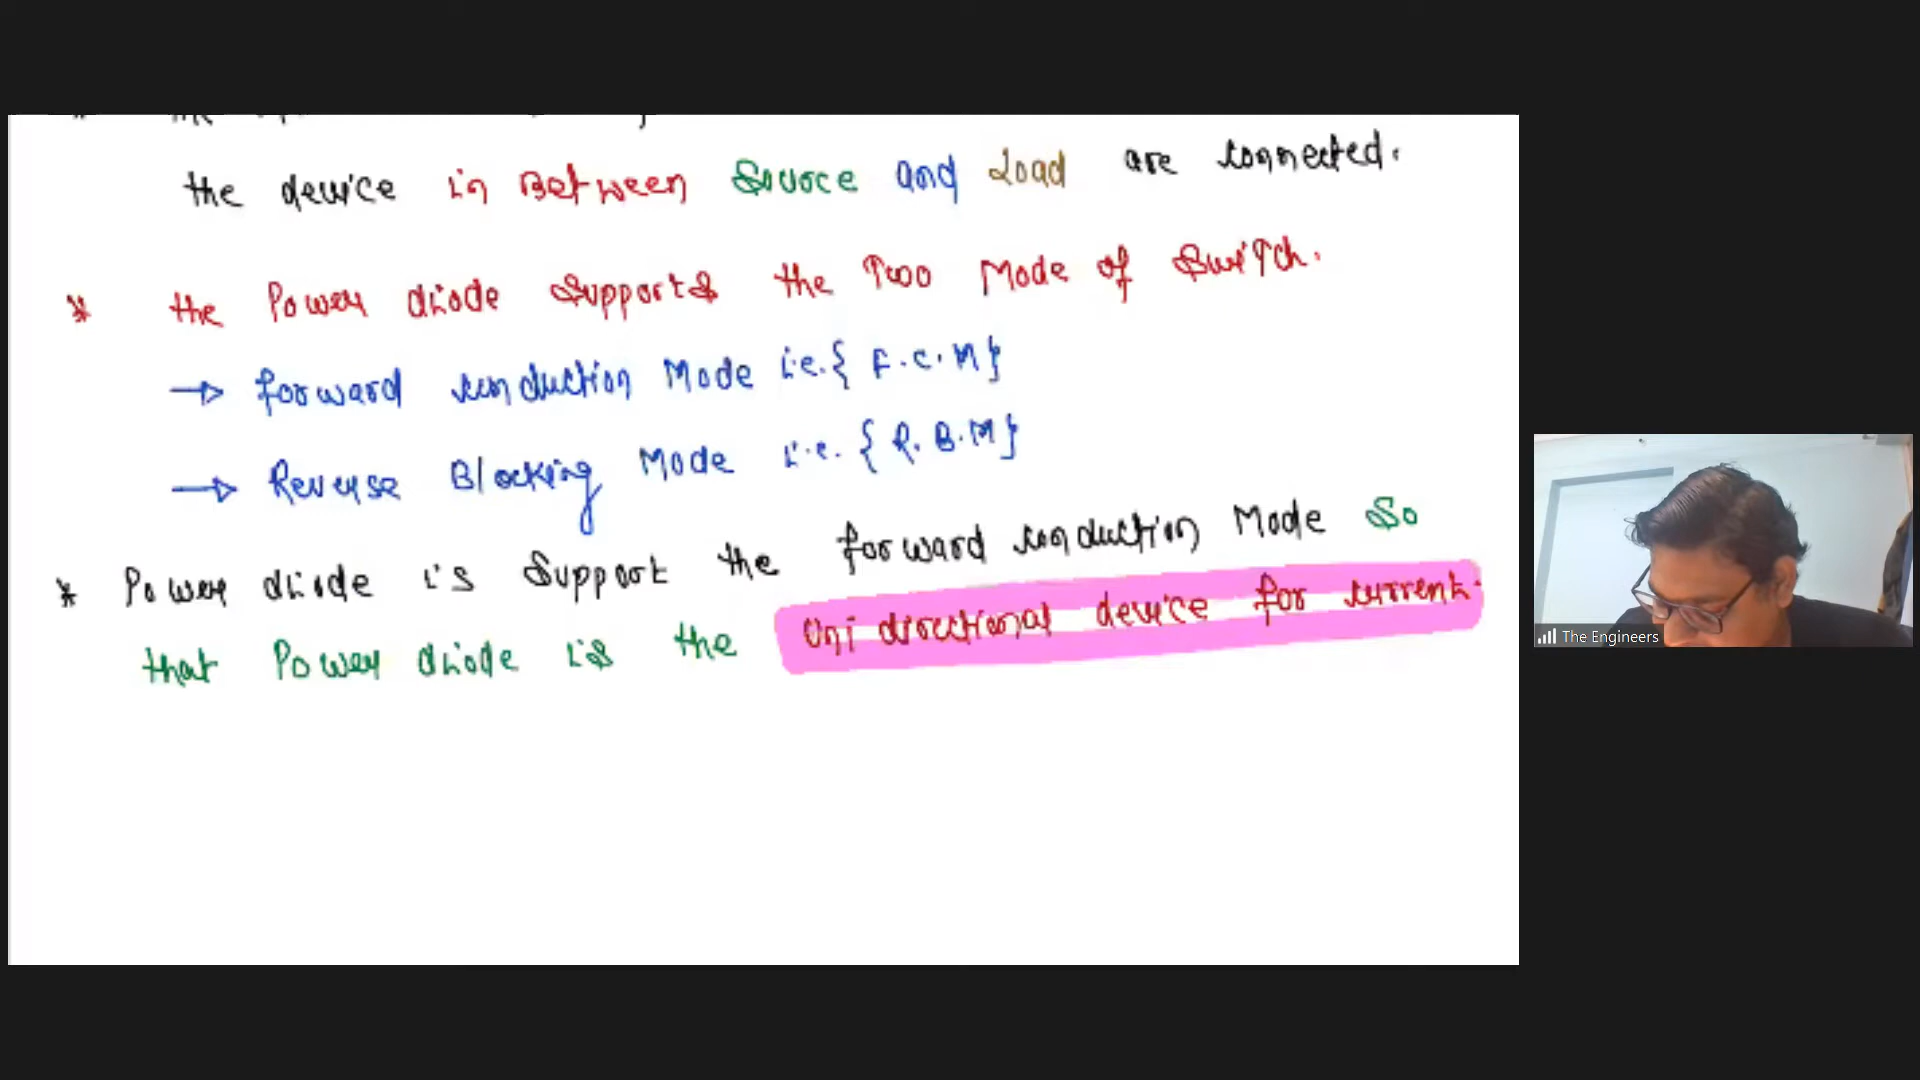 the device in Between Source and Load are connected.
* the Power diode Supports the Two Mode of Switch.
→ forward conduction Mode i.e. { F.C.M }
→ Reverse Blocking Mode i.e. { R.B.M }
* Power diode is Support the forward conduction Mode So
that Power diode is the Uni directional device for current.
The Engineers